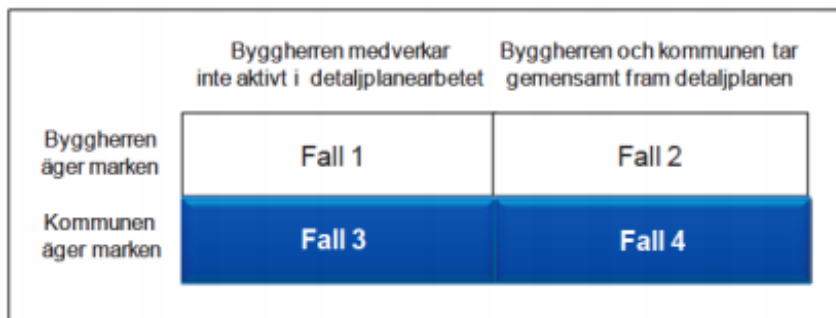 Byggherren medverkar
inte aktivt i detaljplanearbetet
Byggherren och kommunen tar
gemensamt fram detaljplanen
Byggherren
äger marken
Fall 1
Fall 2
Kommunen
äger marken
Fall 3
Fall 4